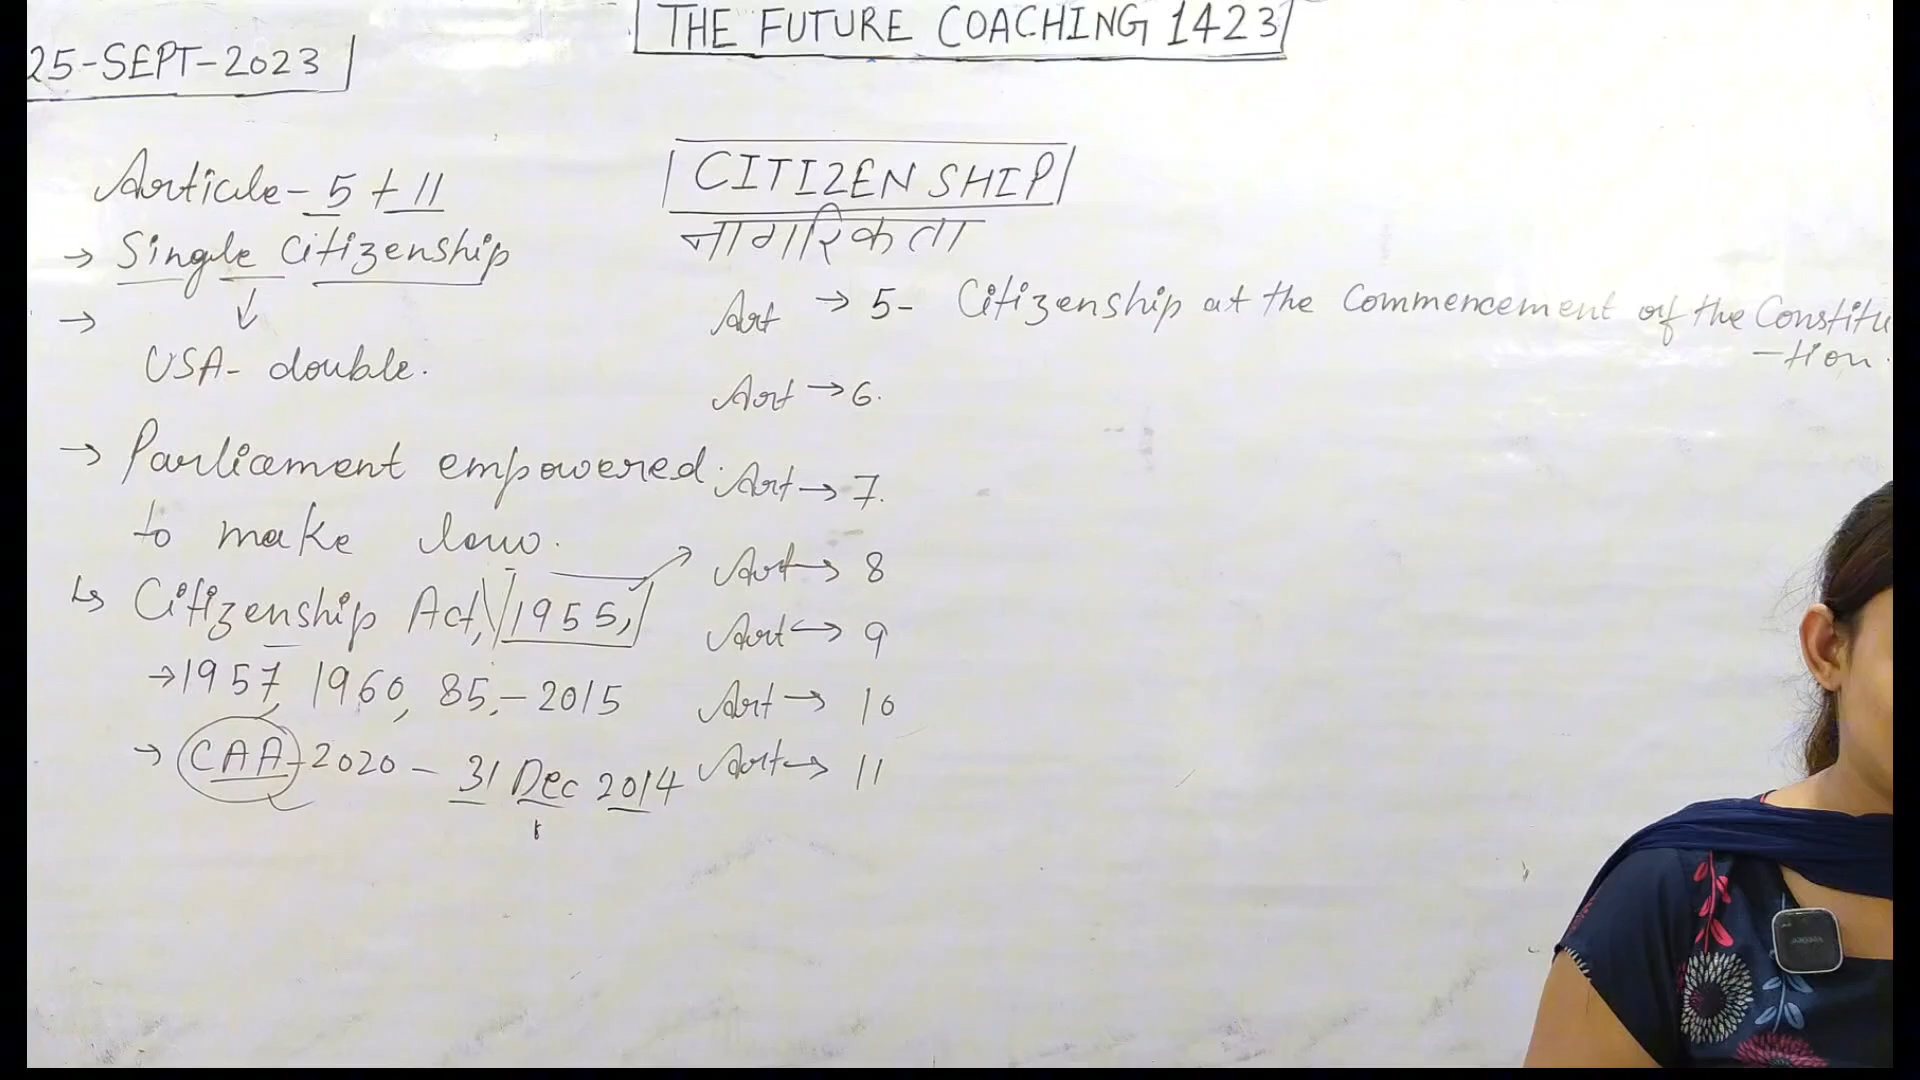 THE FUTURE COACHING 1423
25-SEPT-2023
Article - 5 + 11
→ Single Citizenship
↓
→
USA - double.
→ Parliament empowered
to make law.
↳ Citizenship Act, 1955,
→ 1957, 1960, 85, - 2015
→ CAA - 2020 - 31 Dec 2014
CITIZENSHIP
नागरिकता
Art → 5 - Citizenship at the Commencement of the Constitu
-tion.
Art → 6.
Art → 7.
Art → 8
Art → 9
Art → 10
Art → 11